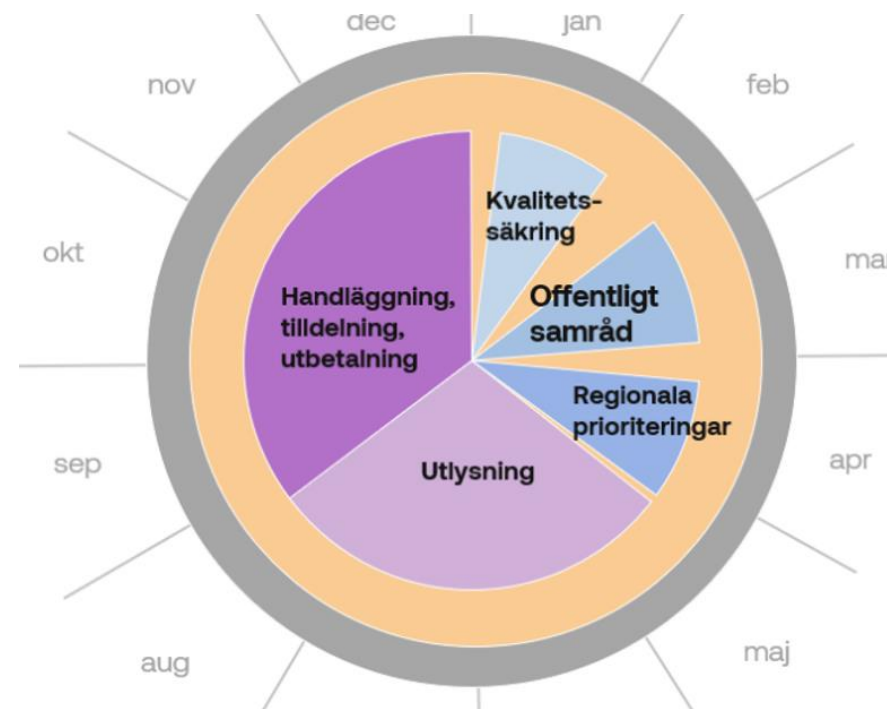 dec
jan
nov
feb
Kvalitets-
säkring
okt
mar
Handläggning,
tilldelning,
utbetalning
Offentligt
samråd
Regionala
prioriteringar
sep
Utlysning
apr
aug
maj